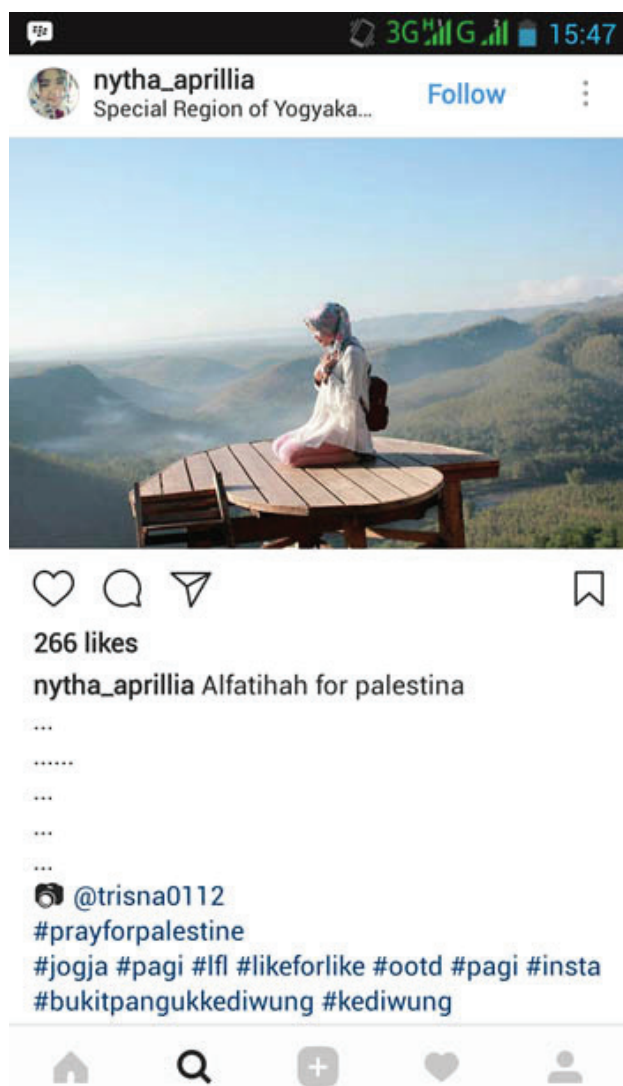 3G H G 15:47
nytha_aprillia
Special Region of Yogyaka...
Follow
266 likes
nytha_aprillia Alfatihah for palestina
...
......
...
...
...
@trisna0112
#prayforpalestine
#jogja #pagi #lfl #likeforlike #ootd #pagi #insta
#bukitpangukkediwung #kediwung